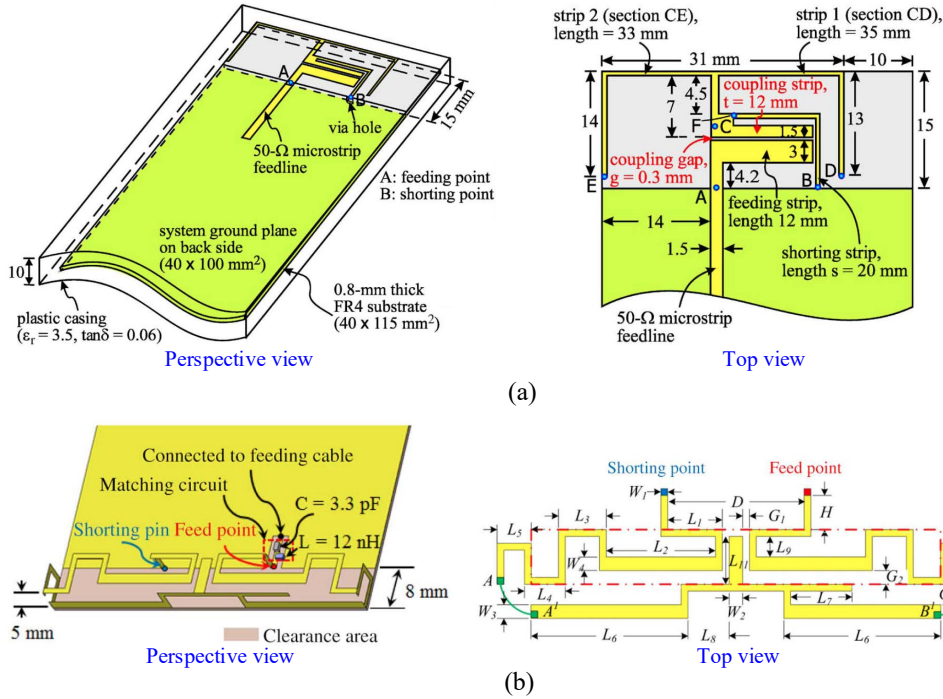 A
B
via hole
15 mm
50-Ω microstrip
feedline
A: feeding point
B: shorting point
system ground plane
on back side
(40 x 100 mm²)
10
plastic casing
(εr = 3.5, tanδ = 0.06)
0.8-mm thick
FR4 substrate
(40 x 115 mm²)
Perspective view
strip 2 (section CE),
length = 33 mm
strip 1 (section CD),
length = 35 mm
31 mm
10
4.5
7
coupling strip,
t = 12 mm
14
F
C
1.5
13
15
coupling gap,
g = 0.3 mm
3
E
4.2
A
B
D
feeding strip,
length 12 mm
14
1.5
shorting strip,
length s = 20 mm
50-Ω microstrip
feedline
Top view
(a)
Connected to feeding cable
Matching circuit
C = 3.3 pF
Shorting pin
Feed point
L = 12 nH
8 mm
5 mm
Clearance area
Perspective view
Shorting point
Feed point
W1
D
H
L5
L3
L1
G1
L2
L9
W4
L11
G2
A
L4
W3
A'
W2
L7
B'
L6
L8
L6
Top view
(b)